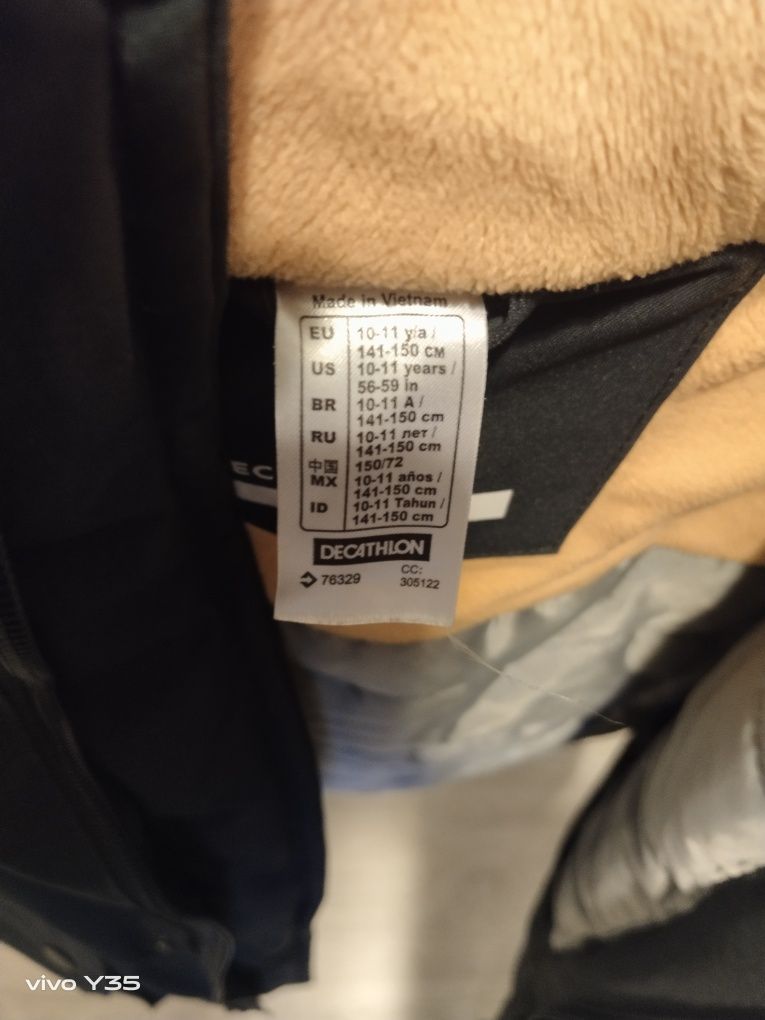 Made in Vietnam
EU 10-11 y/a /
141-150 CM
US 10-11 years /
56-59 in
BR 10-11 A /
141-150 cm
RU 10-11 лет /
141-150 cm
中国 150/72
MX 10-11 años /
141-150 cm
ID 10-11 Tahun /
141-150 cm
EC
DECATHLON
76329 CC:
305122
vivo Y35